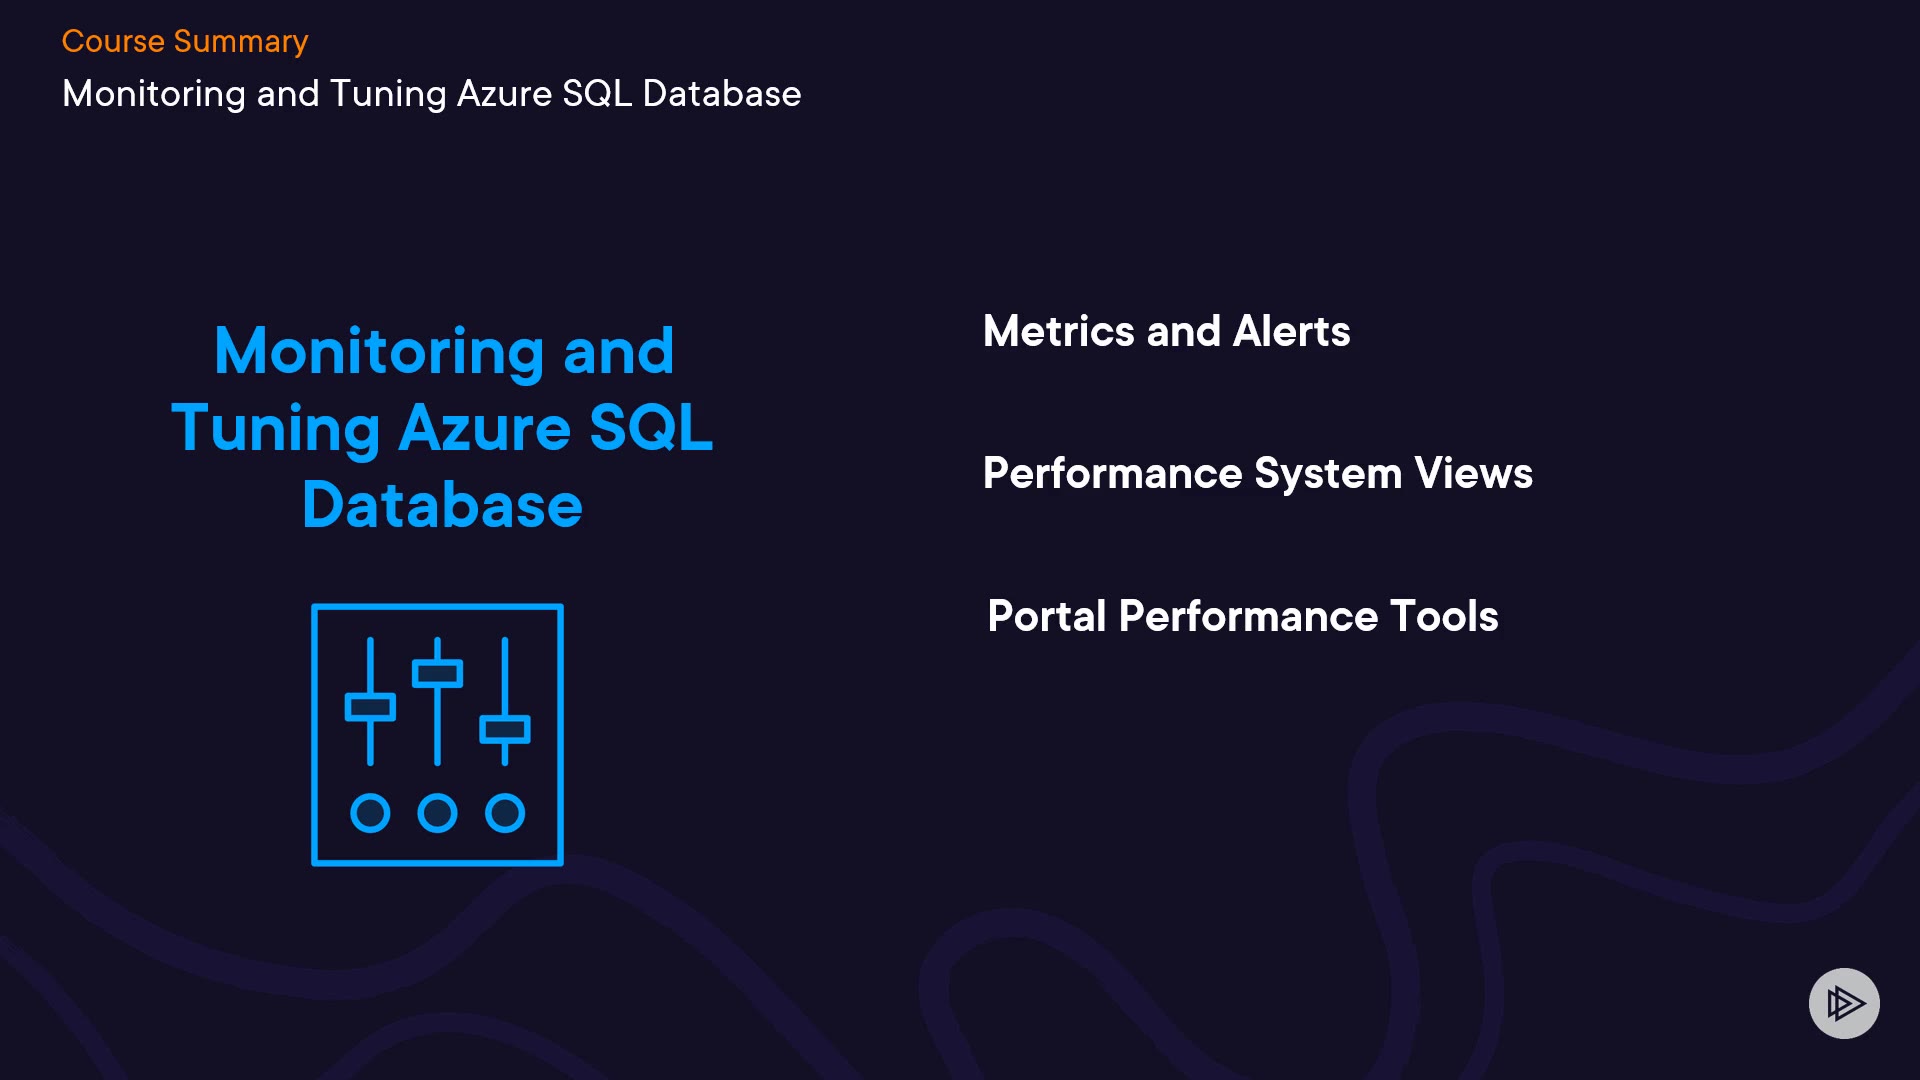 Course Summary
Monitoring and Tuning Azure SQL Database
Monitoring and
Tuning Azure SQL
Database
Metrics and Alerts
Performance System Views
Portal Performance Tools